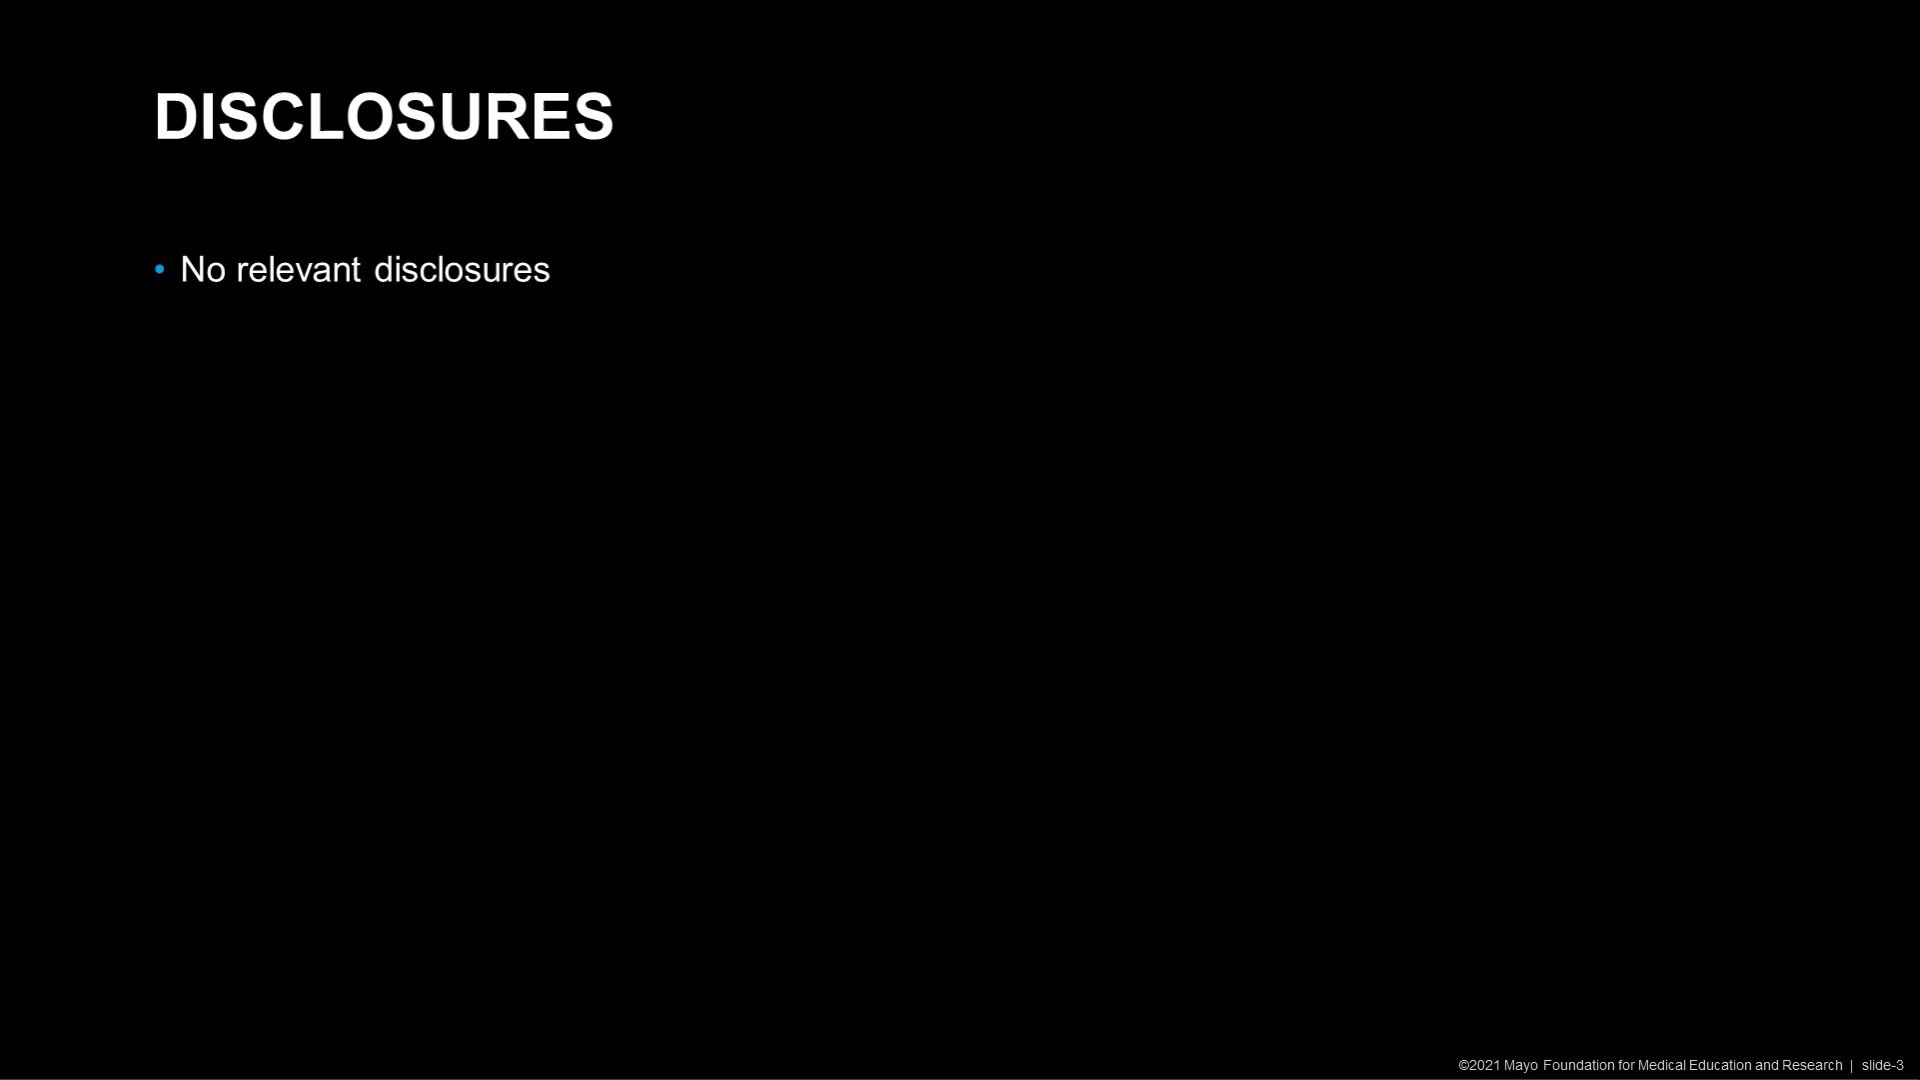 DISCLOSURES
• No relevant disclosures
©2021 Mayo Foundation for Medical Education and Research | slide-3